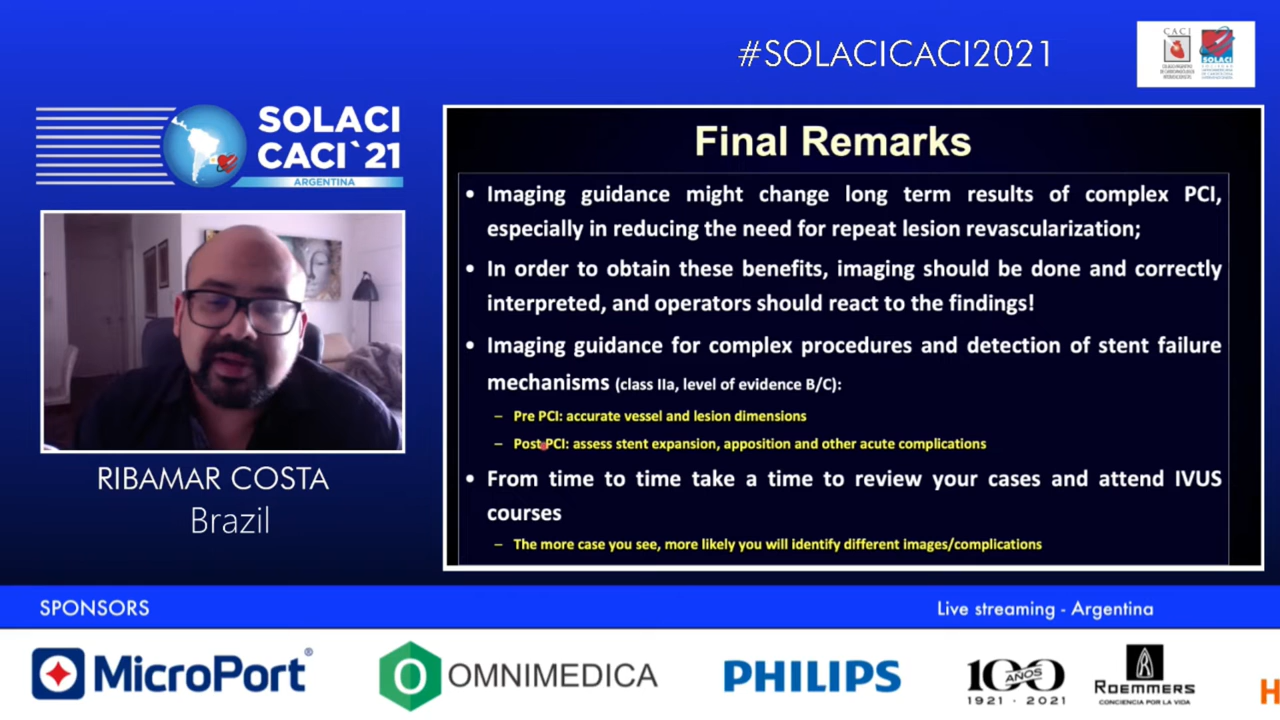 #SOLACICACI2021
CACI
SOLACI
SOLACI
CACI`21
ARGENTINA
RIBAMAR COSTA
Brazil
Final Remarks
• Imaging guidance might change long term results of complex PCI,
especially in reducing the need for repeat lesion revascularization;
• In order to obtain these benefits, imaging should be done and correctly
interpreted, and operators should react to the findings!
• Imaging guidance for complex procedures and detection of stent failure
mechanisms (class IIa, level of evidence B/C):
– Pre PCI: accurate vessel and lesion dimensions
– Post PCI: assess stent expansion, apposition and other acute complications
• From time to time take a time to review your cases and attend IVUS
courses
– The more case you see, more likely you will identify different images/complications
SPONSORS
Live streaming - Argentina
MicroPort®
OMNIMEDICA
PHILIPS
100
AÑOS
1921 · 2021
R
ROEMMERS
CONCIENCIA POR LA VIDA
H